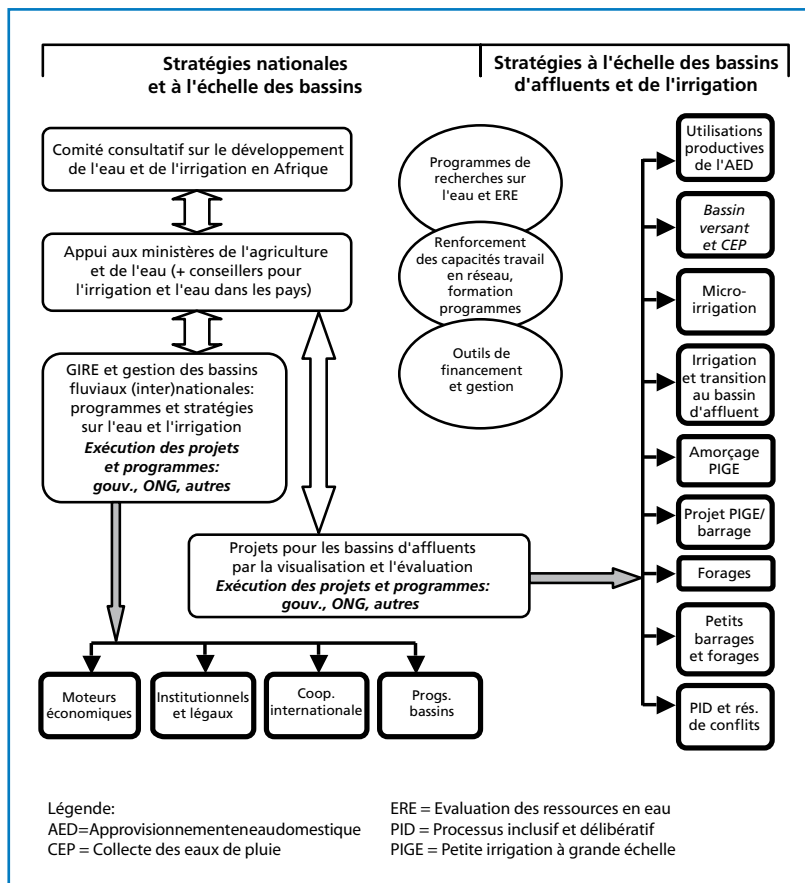 Stratégies nationales
et à l'échelle des bassins
Stratégies à l'échelle des bassins
d'affluents et de l'irrigation
Comité consultatif sur le développement
de l'eau et de l'irrigation en Afrique
Appui aux ministères de l'agriculture
et de l'eau (+ conseillers pour
l'irrigation et l'eau dans les pays)
GIRE et gestion des bassins
fluviaux (inter)nationales:
programmes et stratégies
sur l'eau et l'irrigation
Exécution des projets
et programmes:
gouv., ONG, autres
Projets pour les bassins d'affluents
par la visualisation et l'évaluation
Exécution des projets et programmes:
gouv., ONG, autres
Moteurs
économiques
Institutionnels
et légaux
Coop.
internationale
Progs.
bassins
Programmes de
recherches sur
l'eau et ERE
Renforcement
des capacités travail
en réseau,
formation
programmes
Outils de
financement
et gestion
Utilisations
productives
de l'AED
Bassin
versant
et CEP
Micro-
irrigation
Irrigation
et transition
au bassin
d'affluent
Amorçage
PIGE
Projet PIGE/
barrage
Forages
Petits
barrages
et forages
PID et rés.
de conflits
Légende:
AED=Approvisionnementeneaudomestique
CEP = Collecte des eaux de pluie
ERE = Evaluation des ressources en eau
PID = Processus inclusif et délibératif
PIGE = Petite irrigation à grande échelle